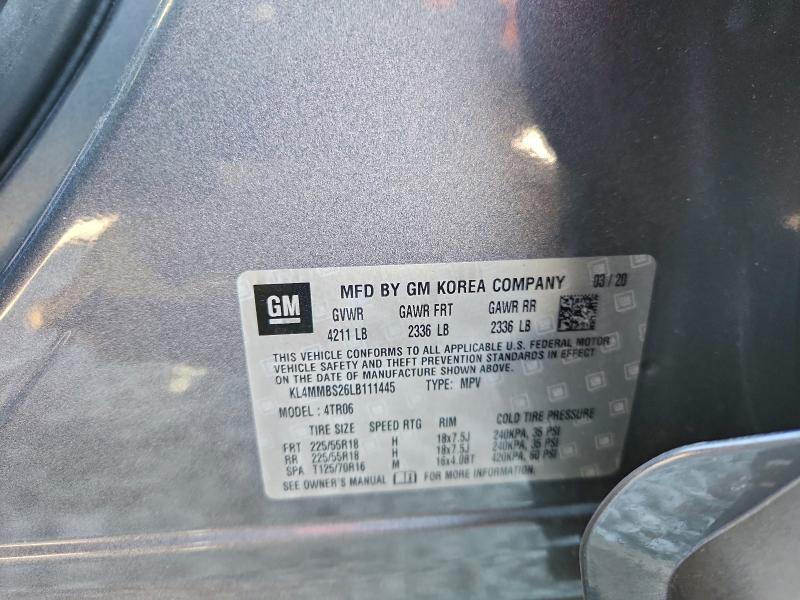 GM
MFD BY GM KOREA COMPANY 03/20
GVWR GAWR FRT GAWR RR
4211 LB 2336 LB 2336 LB
THIS VEHICLE CONFORMS TO ALL APPLICABLE U.S. FEDERAL MOTOR
VEHICLE SAFETY AND THEFT PREVENTION STANDARDS IN EFFECT
ON THE DATE OF MANUFACTURE SHOWN ABOVE.
KL4MMBS26LB111445 TYPE: MPV
MODEL: 4TR06
TIRE SIZE SPEED RTG RIM COLD TIRE PRESSURE
FRT 225/55R18 H 18x7.5J 240KPA, 35 PSI
RR 225/55R18 H 18x7.5J 240KPA, 35 PSI
SPA T125/70R16 M 16x4.0BT 420KPA, 60 PSI
SEE OWNER'S MANUAL FOR MORE INFORMATION.